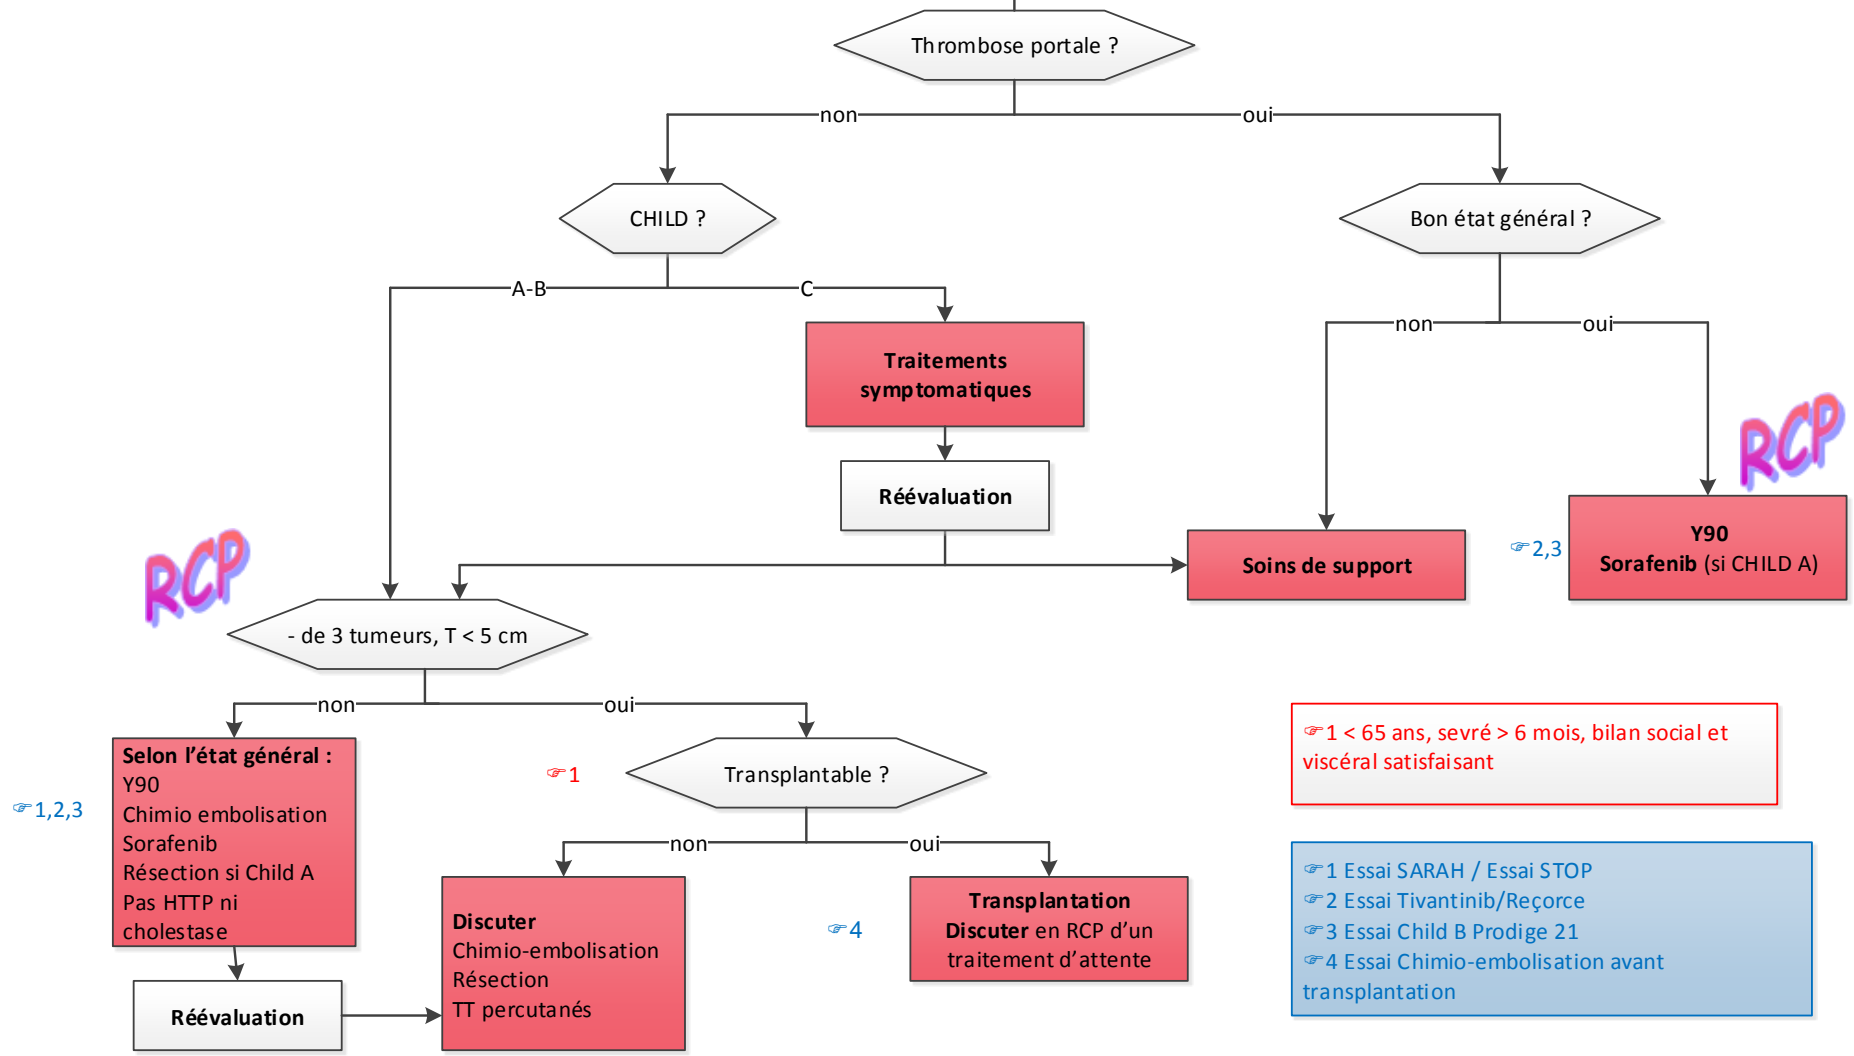 Thrombose portale ?
non
oui
CHILD ?
Bon état général ?
A-B
C
non
oui
Traitements
symptomatiques
RCP
Réévaluation
Y90
Sorafenib (si CHILD A)
☞2,3
Soins de support
RCP
- de 3 tumeurs, T < 5 cm
non
oui
☞1 < 65 ans, sevré > 6 mois, bilan social et
viscéral satisfaisant
Selon l’état général :
Y90
Chimio embolisation
Sorafenib
Résection si Child A
Pas HTTP ni
cholestase
☞1,2,3
☞1
Transplantable ?
non
oui
☞1 Essai SARAH / Essai STOP
☞2 Essai Tivantinib/Reçorce
☞3 Essai Child B Prodige 21
☞4 Essai Chimio-embolisation avant
transplantation
Discuter
Chimio-embolisation
Résection
TT percutanés
☞4
Transplantation
Discuter en RCP d’un
traitement d’attente
Réévaluation